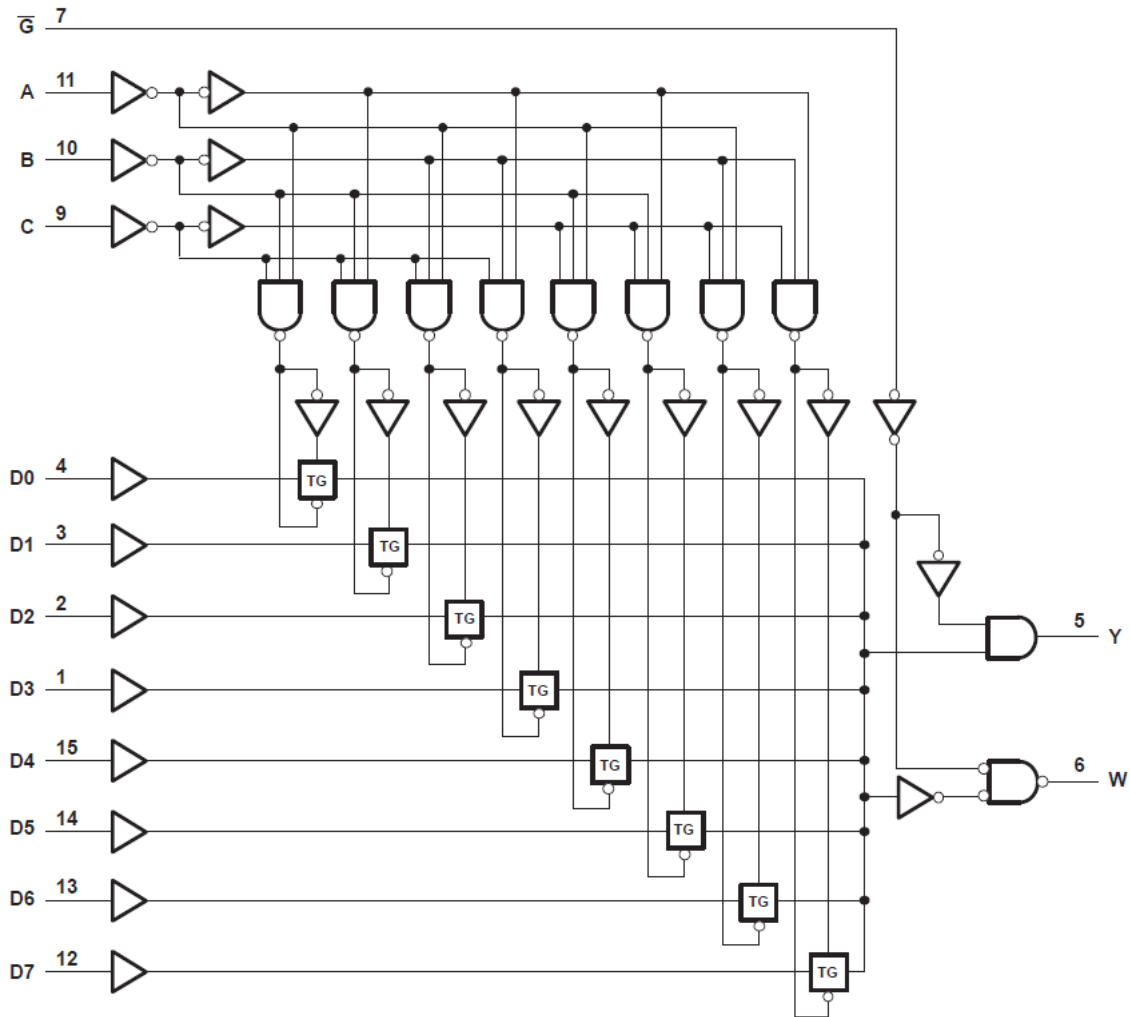 G̅ 7
A 11
B 10
C 9
D0 4
TG
D1 3
TG
D2 2
TG
5 Y
D3 1
TG
D4 15
TG
6 W
D5 14
TG
D6 13
TG
D7 12
TG